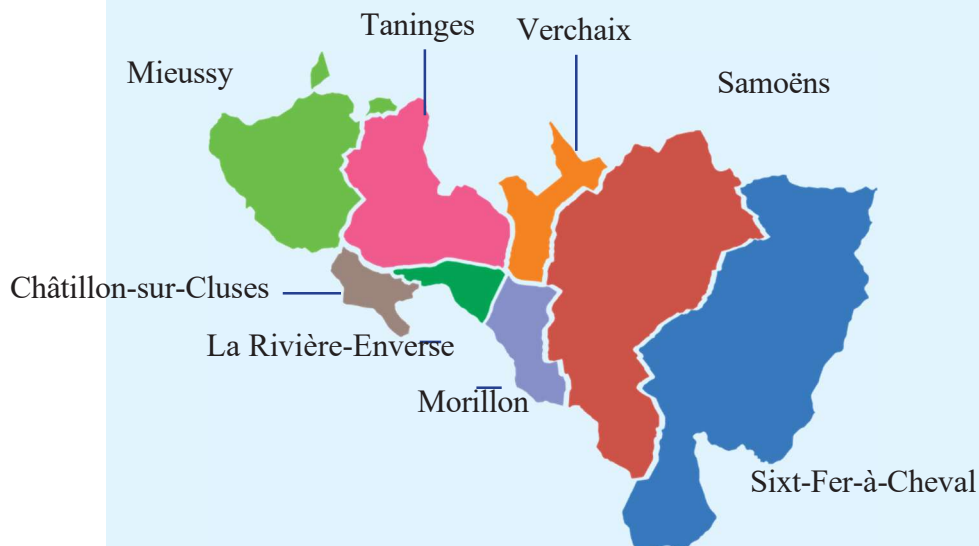 Taninges
Verchaix
Mieussy
Samoëns
Châtillon-sur-Cluses
La Rivière-Enverse
Morillon
Sixt-Fer-à-Cheval